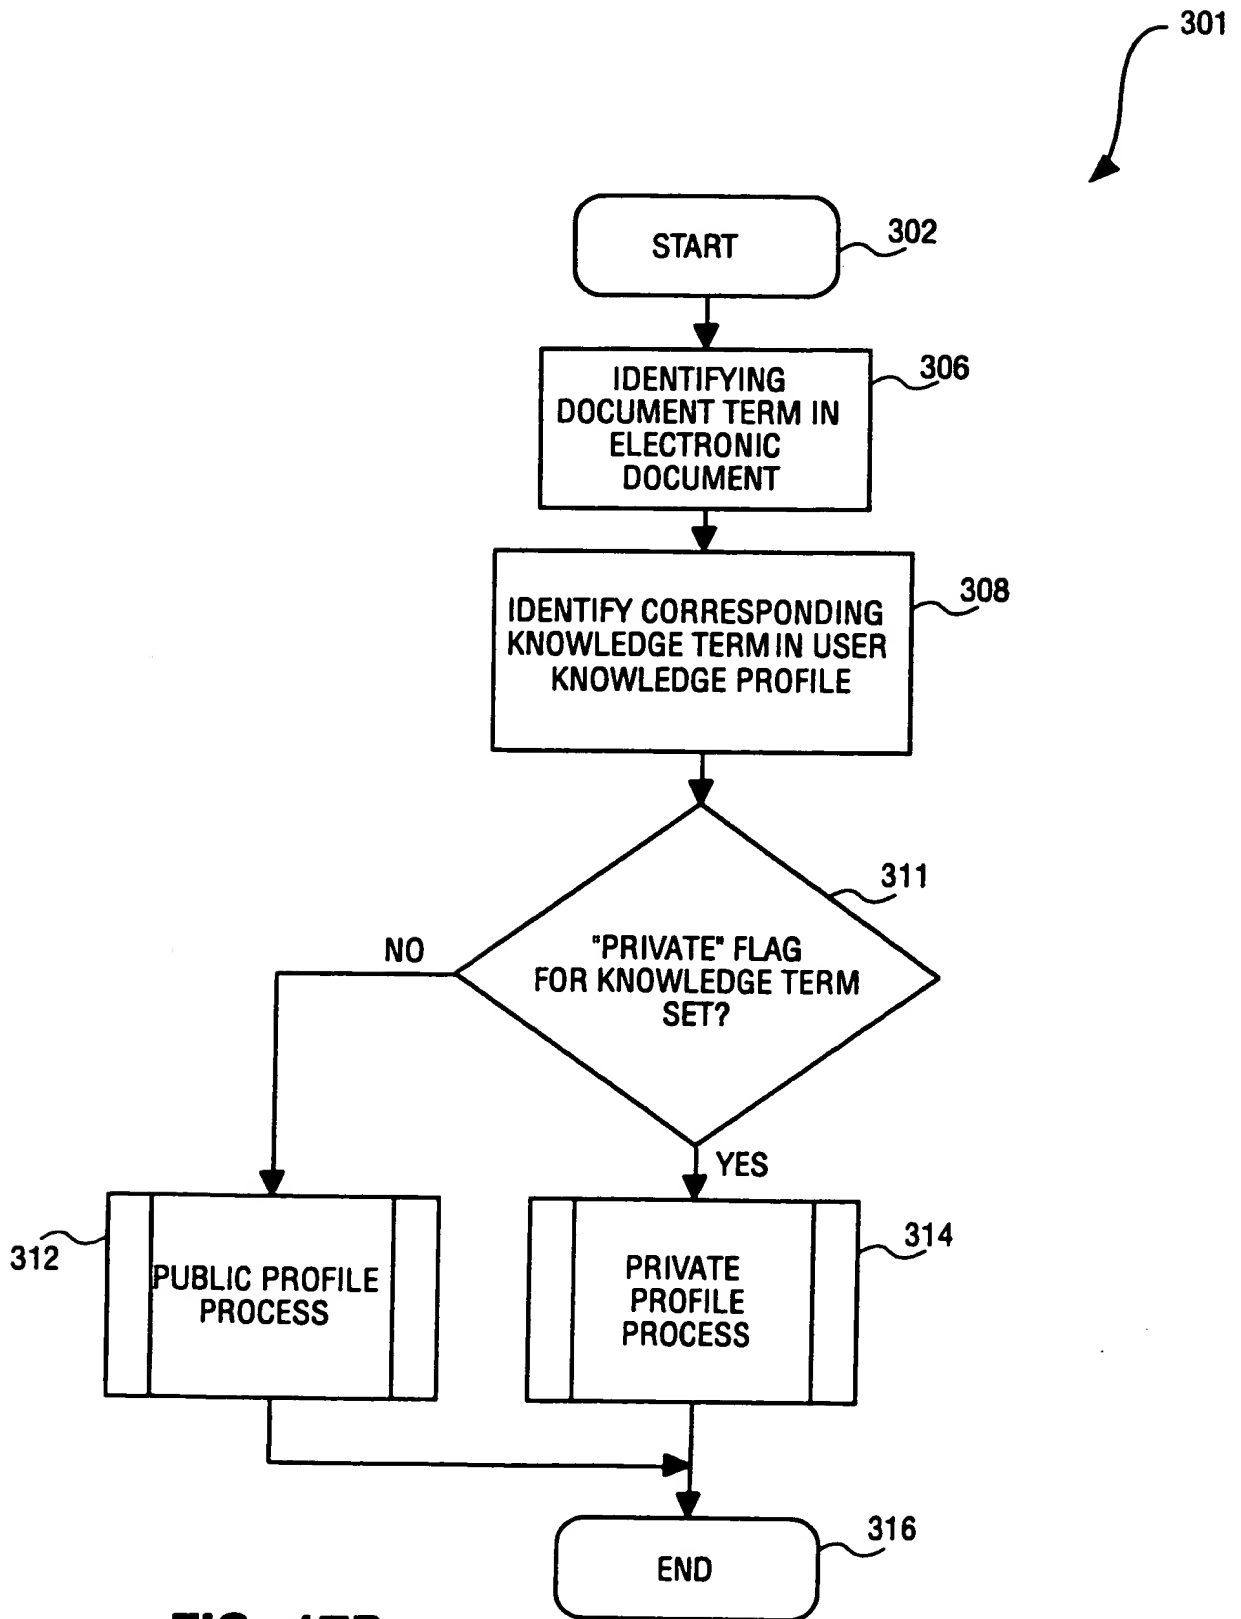 301
START
302
IDENTIFYING
DOCUMENT TERM IN
ELECTRONIC
DOCUMENT
306
IDENTIFY CORRESPONDING
KNOWLEDGE TERM IN USER
KNOWLEDGE PROFILE
308
311
"PRIVATE" FLAG
FOR KNOWLEDGE TERM
SET?
NO
YES
312
PUBLIC PROFILE
PROCESS
PRIVATE
PROFILE
PROCESS
314
END
316